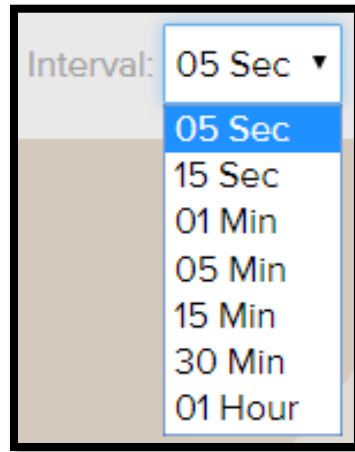 Interval: 05 Sec
05 Sec
15 Sec
01 Min
05 Min
15 Min
30 Min
01 Hour